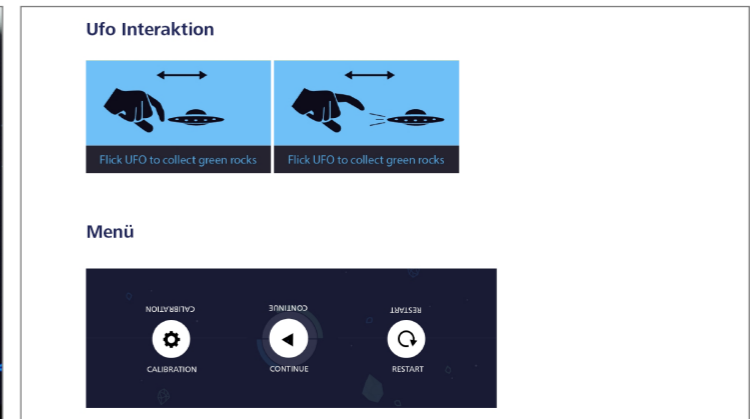 Ufo Interaktion
Flick UFO to collect green rocks
Flick UFO to collect green rocks
Menü
CALIBRATION
CONTINUE
RESTART
CALIBRATION
CONTINUE
RESTART